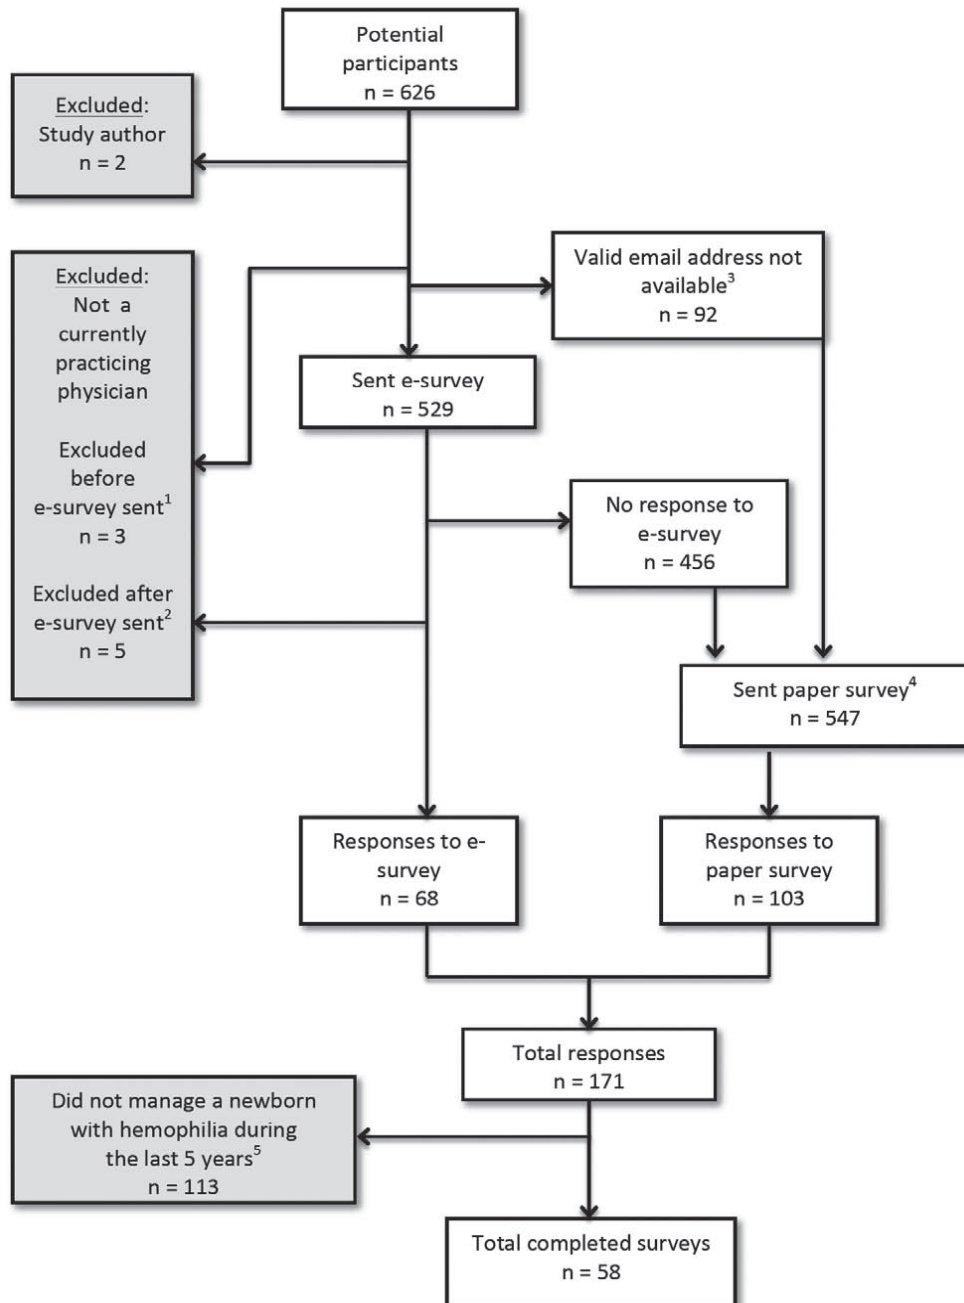 Potential
participants
n = 626
Excluded:
Study author
n = 2
Excluded:
Not a
currently
practicing
physician
Excluded
before
e-survey sent1
n = 3
Excluded after
e-survey sent2
n = 5
Valid email address not
available3
n = 92
Sent e-survey
n = 529
No response to
e-survey
n = 456
Sent paper survey4
n = 547
Responses to e-
survey
n = 68
Responses to
paper survey
n = 103
Total responses
n = 171
Did not manage a newborn
with hemophilia during
the last 5 years5
n = 113
Total completed surveys
n = 58